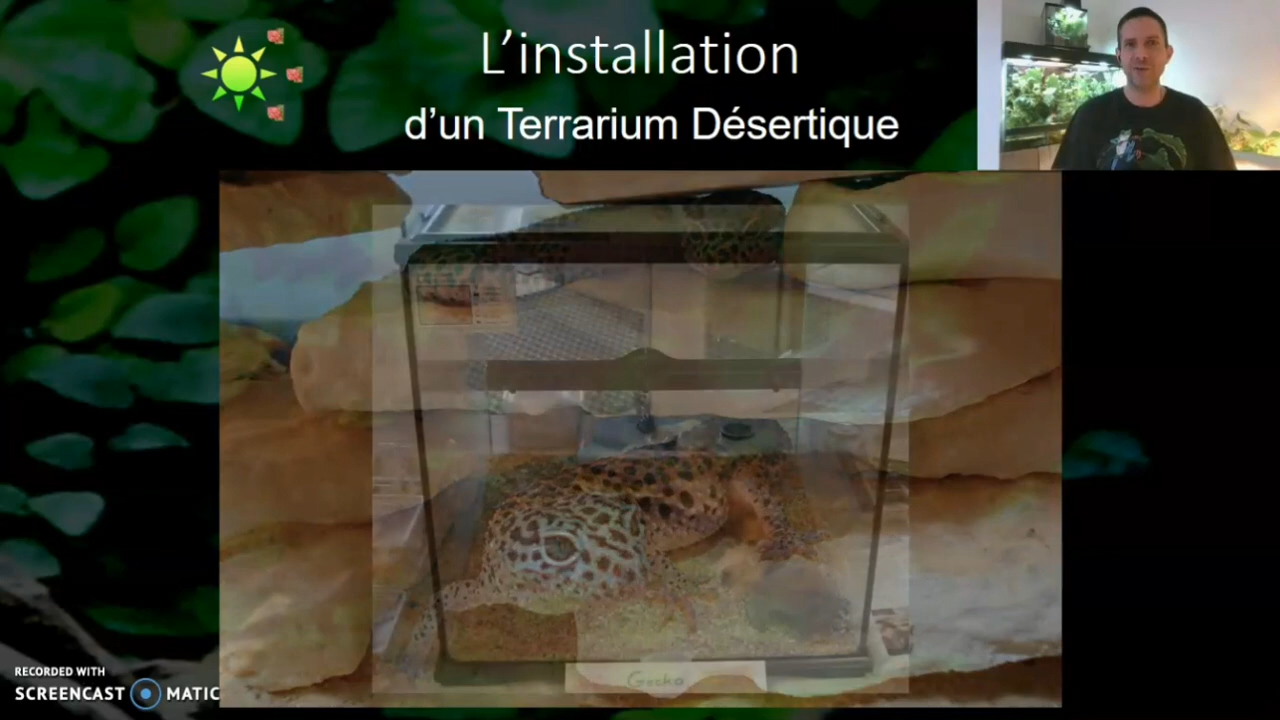 L'installation
d'un Terrarium Désertique
Gecko
RECORDED WITH
SCREENCAST MATIC